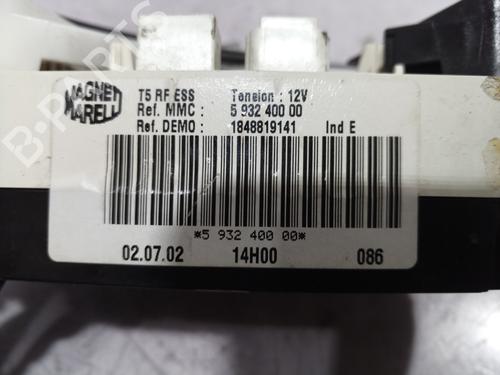 MAGNETI MARELLI
T5 RF ESS Tension : 12V
Ref. MMC : 5 932 400 00
Ref. DEMO : 1848819141 Ind E
*5 932 400 00*
02.07.02 14H00 086
B-PARTS